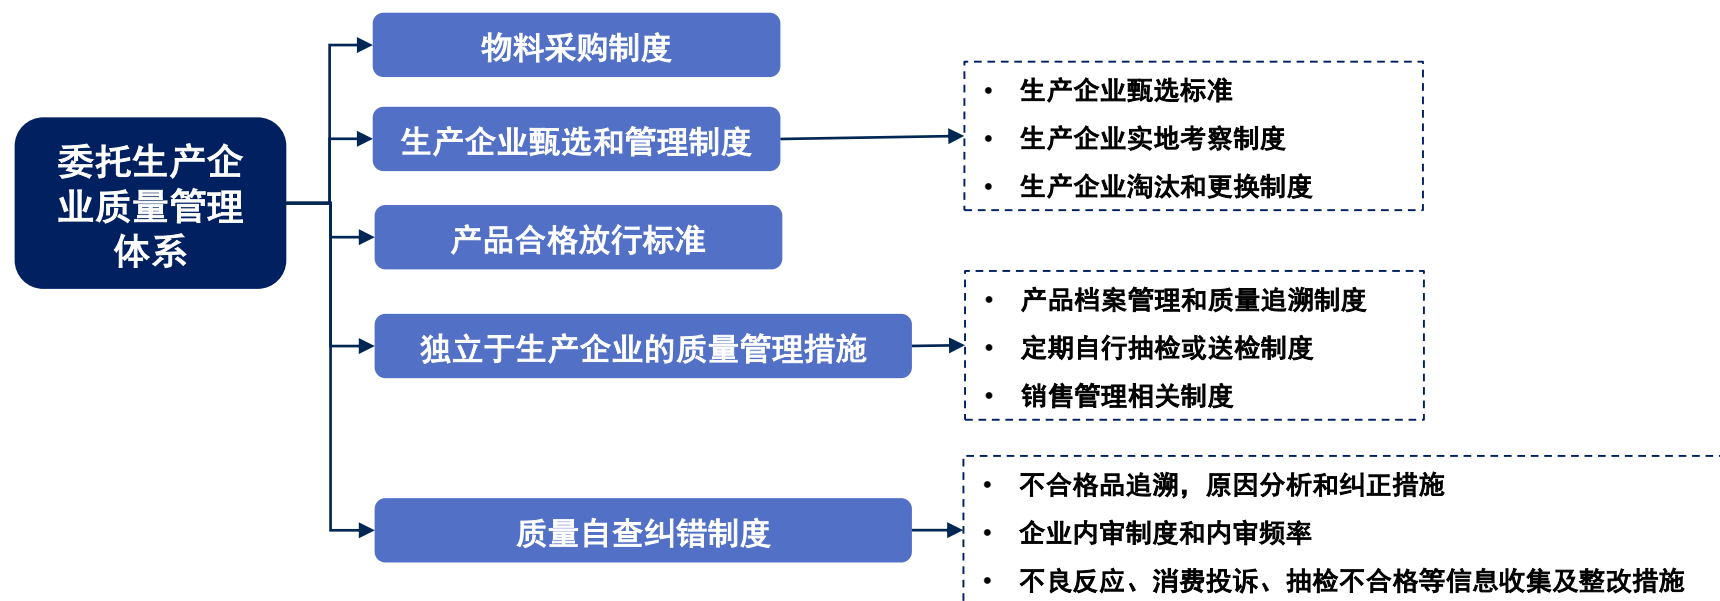 委托生产企
业质量管理
体系
物料采购制度
生产企业甄选和管理制度
• 生产企业甄选标准
• 生产企业实地考察制度
• 生产企业淘汰和更换制度
产品合格放行标准
独立于生产企业的质量管理措施
• 产品档案管理和质量追溯制度
• 定期自行抽检或送检制度
• 销售管理相关制度
质量自查纠错制度
• 不合格品追溯，原因分析和纠正措施
• 企业内审制度和内审频率
• 不良反应、消费投诉、抽检不合格等信息收集及整改措施